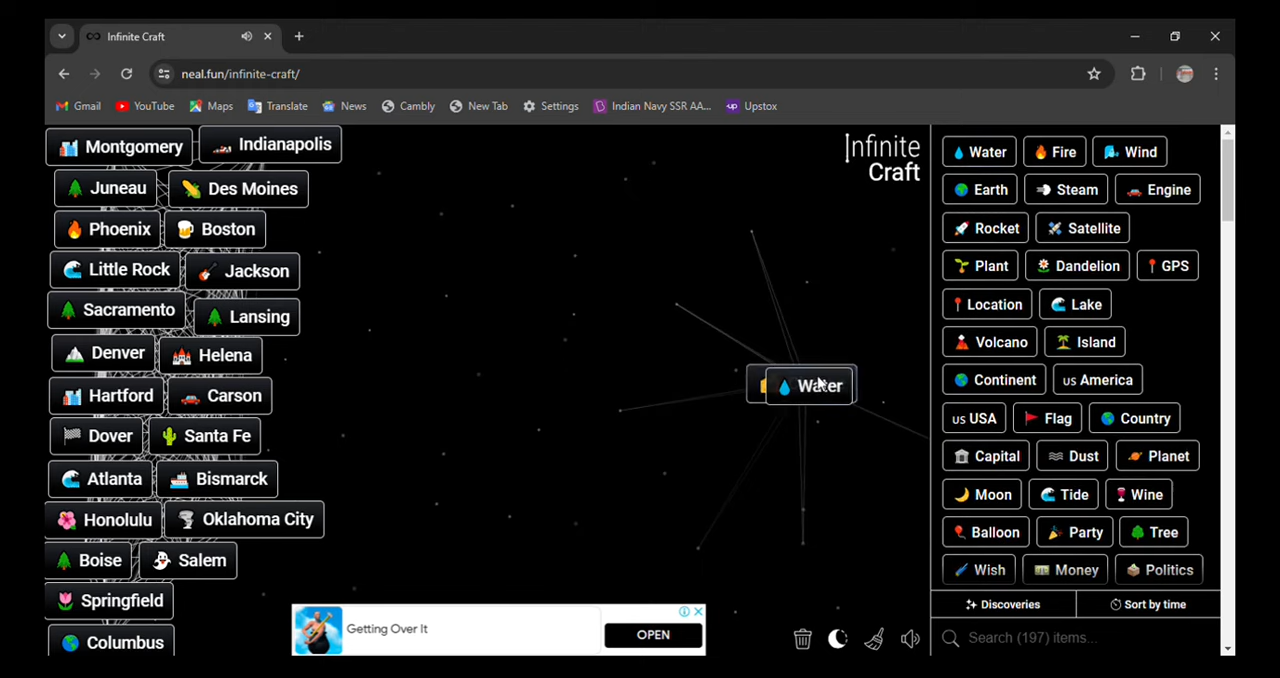 Infinite Craft
neal.fun/infinite-craft/
Gmail YouTube Maps Translate News Cambly New Tab Settings Indian Navy SSR AA... Upstox
Montgomery Indianapolis
Juneau Des Moines
Phoenix Boston
Little Rock Jackson
Sacramento Lansing
Denver Helena
Hartford Carson
Dover Santa Fe
Atlanta Bismarck
Honolulu Oklahoma City
Boise Salem
Springfield
Columbus
Infinite
Craft
Water
Getting Over It
OPEN
Water Fire Wind
Earth Steam Engine
Rocket Satellite
Plant Dandelion GPS
Location Lake
Volcano Island
Continent US America
US USA Flag Country
Capital Dust Planet
Moon Tide Wine
Balloon Party Tree
Wish Money Politics
Discoveries Sort by time
Search (197) items...